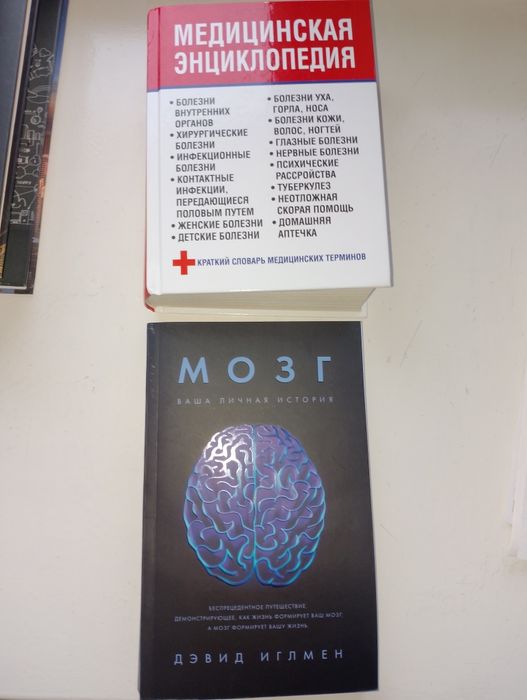 МЕДИЦИНСКАЯ
ЭНЦИКЛОПЕДИЯ
• БОЛЕЗНИ
ВНУТРЕННИХ
ОРГАНОВ
• ХИРУРГИЧЕСКИЕ
БОЛЕЗНИ
• ИНФЕКЦИОННЫЕ
БОЛЕЗНИ
• КОНТАКТНЫЕ
ИНФЕКЦИИ,
ПЕРЕДАЮЩИЕСЯ
ПОЛОВЫМ ПУТЕМ
• ЖЕНСКИЕ БОЛЕЗНИ
• ДЕТСКИЕ БОЛЕЗНИ
• БОЛЕЗНИ УХА,
ГОРЛА, НОСА
• БОЛЕЗНИ КОЖИ,
ВОЛОС, НОГТЕЙ
• ГЛАЗНЫЕ БОЛЕЗНИ
• НЕРВНЫЕ БОЛЕЗНИ
• ПСИХИЧЕСКИЕ
РАССТРОЙСТВА
• ТУБЕРКУЛЕЗ
• НЕОТЛОЖНАЯ
СКОРАЯ ПОМОЩЬ
• ДОМАШНЯЯ
АПТЕЧКА
КРАТКИЙ СЛОВАРЬ МЕДИЦИНСКИХ ТЕРМИНОВ
МОЗГ
ВАША ЛИЧНАЯ ИСТОРИЯ
БЕСПРЕЦЕДЕНТНОЕ ПУТЕШЕСТВИЕ,
ДЕМОНСТРИРУЮЩЕЕ, КАК ЖИЗНЬ ФОРМИРУЕТ ВАШ МОЗГ,
А МОЗГ ФОРМИРУЕТ ВАШУ ЖИЗНЬ
ДЭВИД ИГЛМЕН